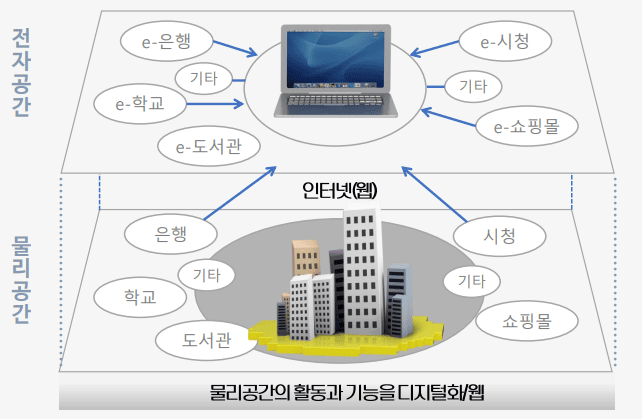 전자공간
e-은행
e-시청
기타
기타
e-학교
e-쇼핑몰
e-도서관
인터넷(웹)
물리공간
은행
시청
기타
기타
학교
쇼핑몰
도서관
물리공간의 활동과 기능을 디지털화/웹